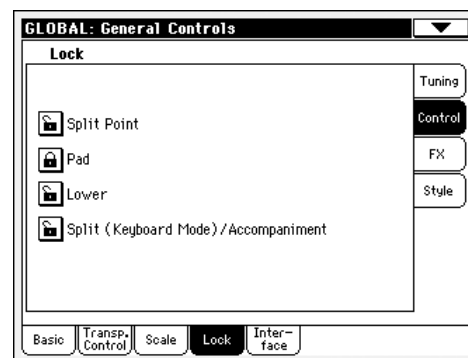 GLOBAL: General Controls
Lock
Tuning
Control
FX
Style
Split Point
Pad
Lower
Split (Keyboard Mode)/Accompaniment
Basic
Transp.
Control
Scale
Lock
Inter-
face